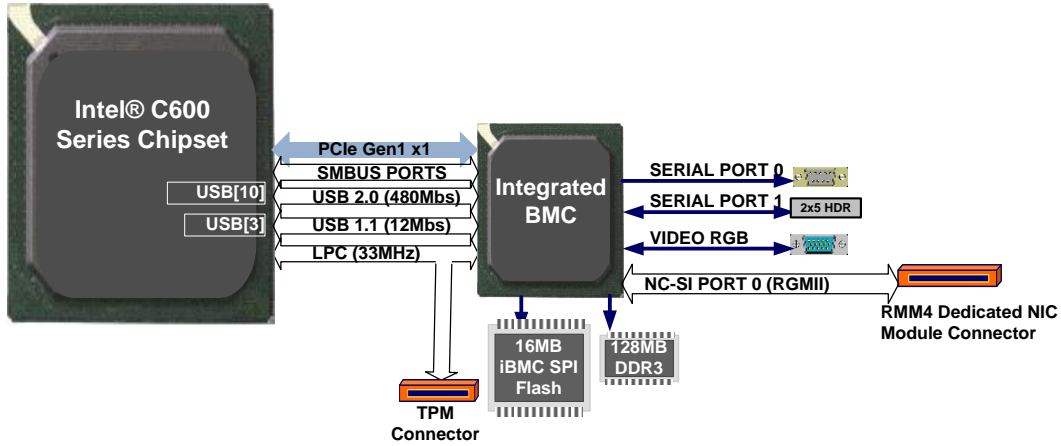 Intel® C600
Series Chipset
USB[10]
USB[3]
PCIe Gen1 x1
SMBUS PORTS
USB 2.0 (480Mbs)
USB 1.1 (12Mbs)
LPC (33MHz)
Integrated
BMC
SERIAL PORT 0
SERIAL PORT 1
2x5 HDR
VIDEO RGB
NC-SI PORT 0 (RGMII)
RMM4 Dedicated NIC
Module Connector
16MB
iBMC SPI
Flash
128MB
DDR3
TPM
Connector